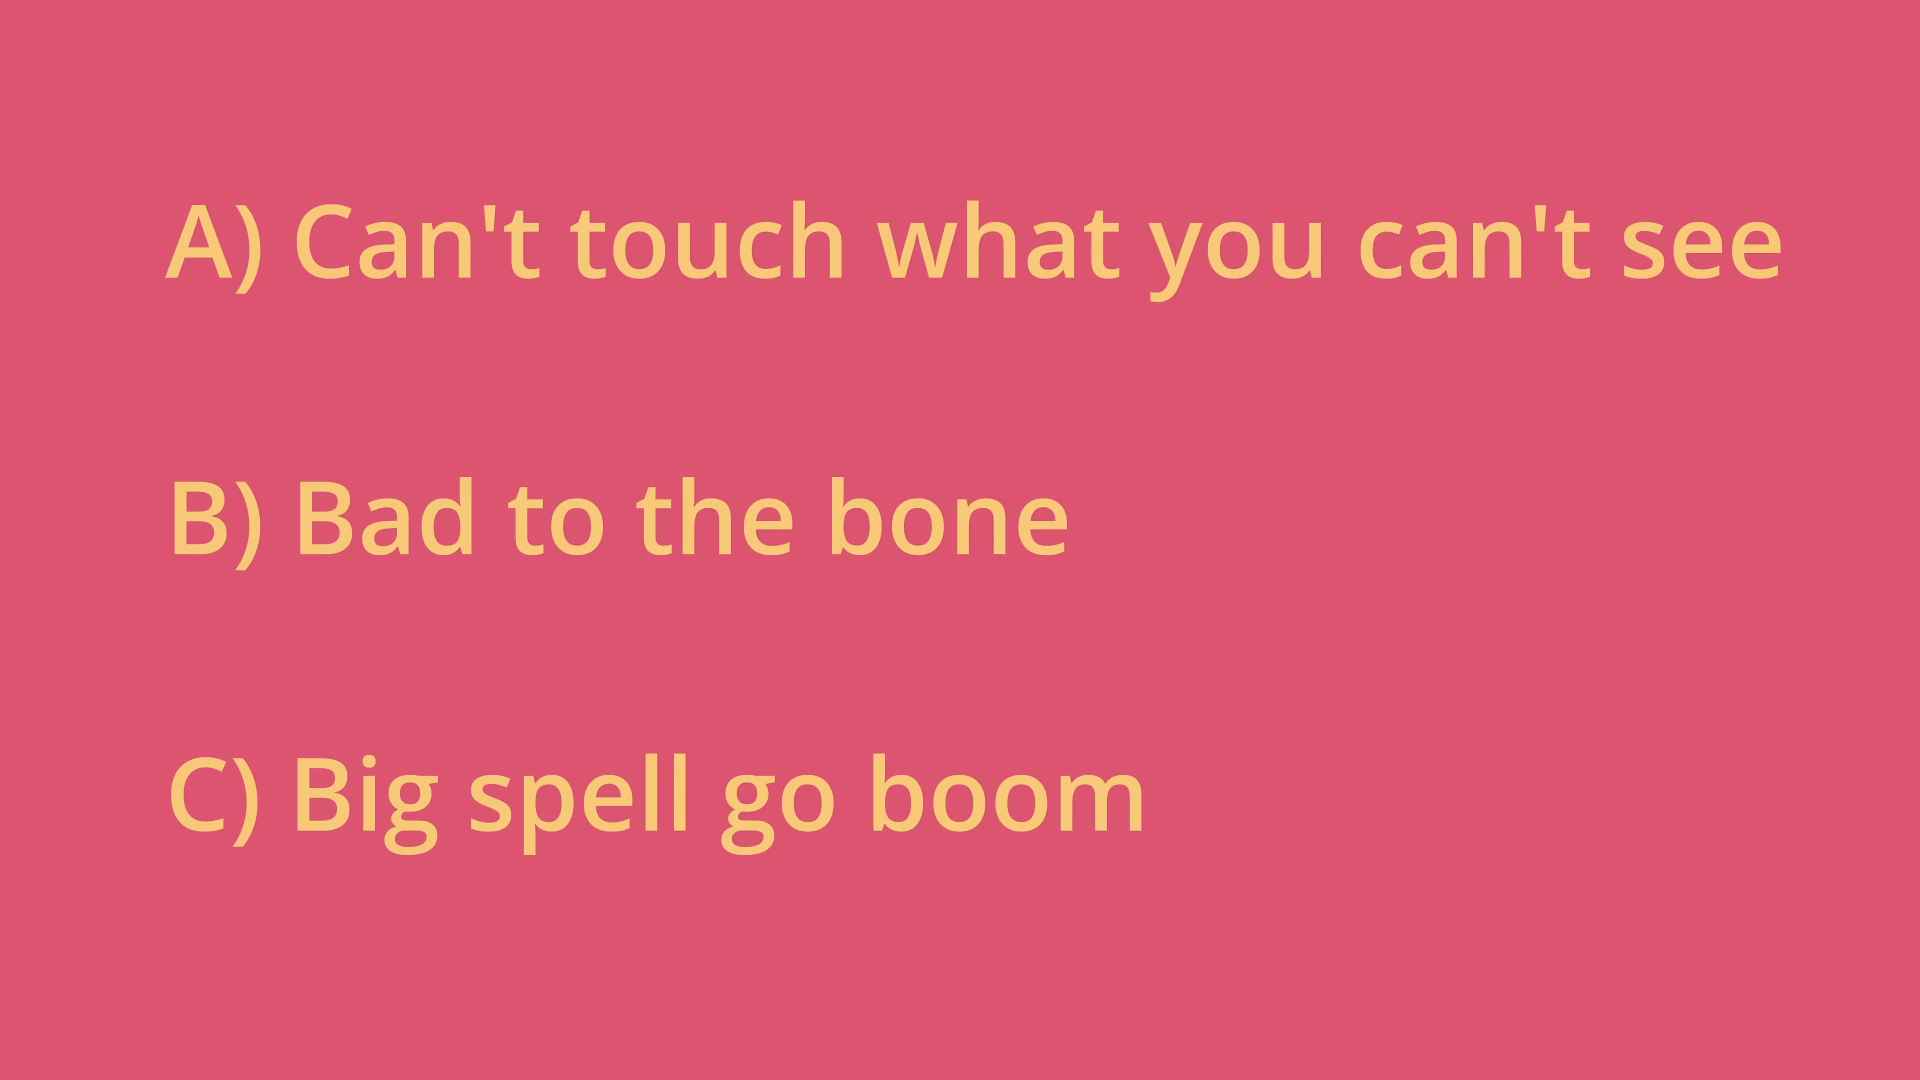 A) Can't touch what you can't see
B) Bad to the bone
C) Big spell go boom